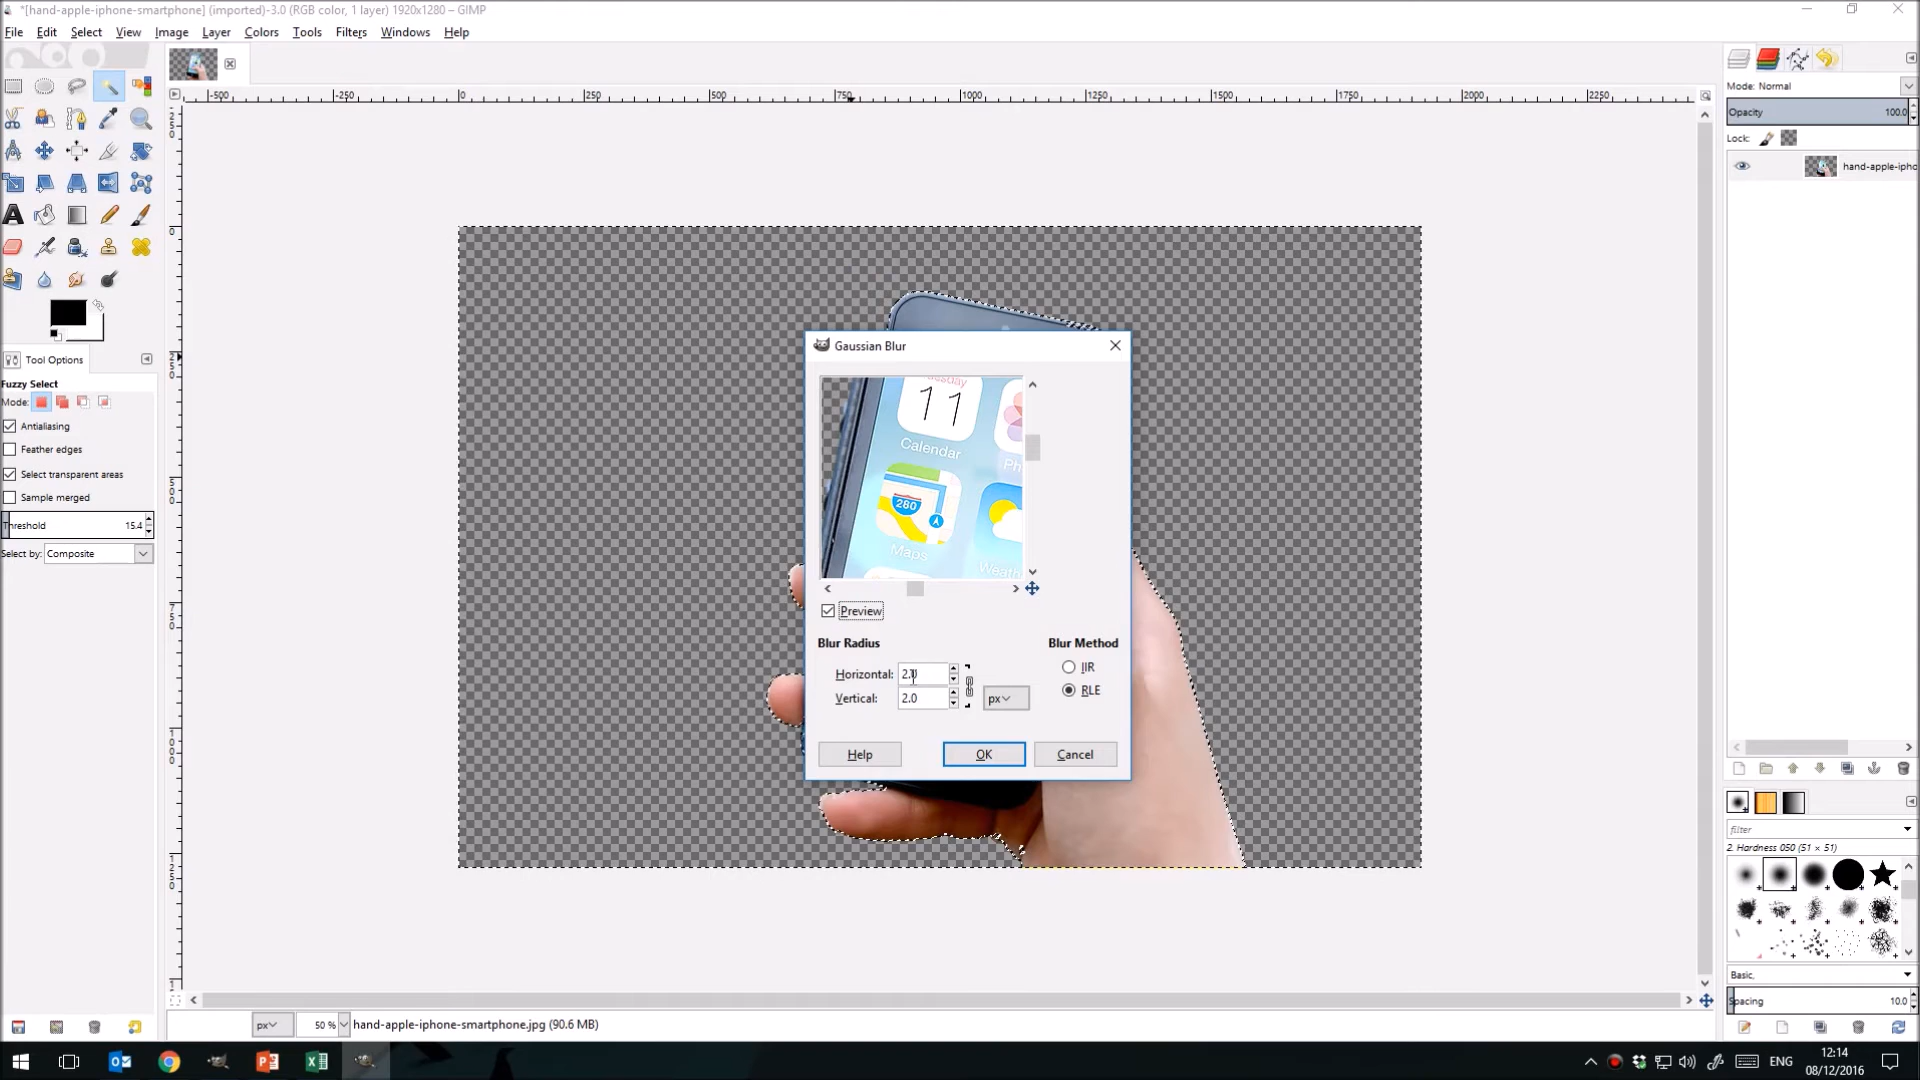 *[hand-apple-iphone-smartphone] (imported)-3.0 (RGB color, 1 layer) 1920x1280 – GIMP
File Edit Select View Image Layer Colors Tools Filters Windows Help
-500 -250 0 250 500 750 1000 1250 1500 1750 2000 2250
Mode: Normal
Opacity 100.0
Lock:
hand-apple-ipho
Tool Options
Fuzzy Select
Mode:
Antialiasing
Feather edges
Select transparent areas
Sample merged
Threshold 15.4
Select by: Composite
Gaussian Blur
11
Calendar
Ph
280
Maps
Weath
Preview
Blur Radius
Blur Method
Horizontal: 2.0
IIR
Vertical: 2.0
px
RLE
Help
OK
Cancel
filter
2. Hardness 050 (51 × 51)
Basic,
Spacing 10.0
px
50 %
hand-apple-iphone-smartphone.jpg (90.6 MB)
ENG
12:14
08/12/2016